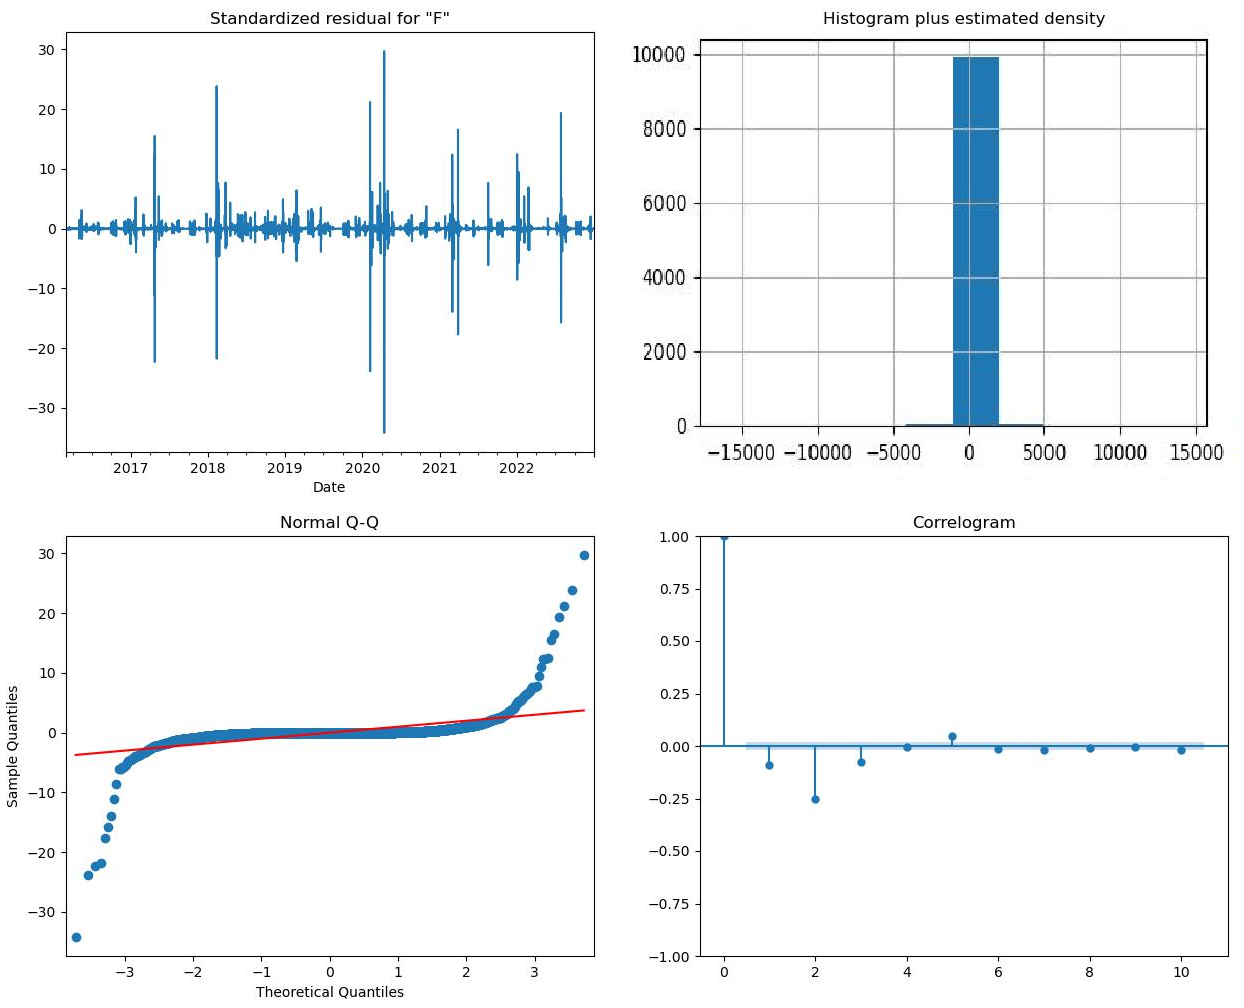 Standardized residual for "F"
30
20
10
0
−10
−20
−30
2017 2018 2019 2020 2021 2022
Date
Histogram plus estimated density
10000
8000
6000
4000
2000
0
−15000 −10000 −5000 0 5000 10000 15000
Normal Q-Q
Sample Quantiles
30
20
10
0
−10
−20
−30
−3 −2 −1 0 1 2 3
Theoretical Quantiles
Correlogram
1.00
0.75
0.50
0.25
0.00
−0.25
−0.50
−0.75
−1.00
0 2 4 6 8 10